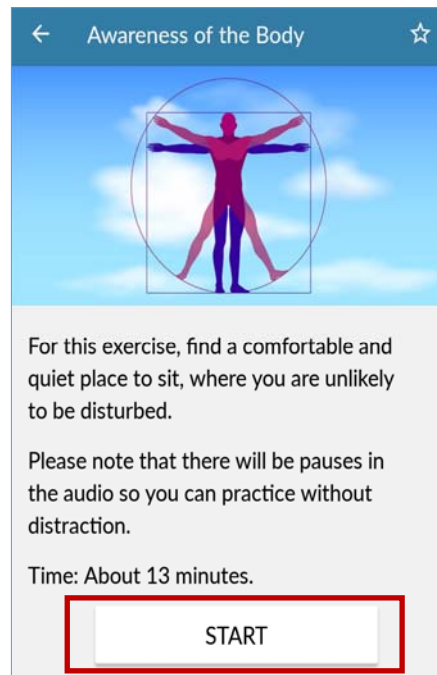 Awareness of the Body
For this exercise, find a comfortable and
quiet place to sit, where you are unlikely
to be disturbed.
Please note that there will be pauses in
the audio so you can practice without
distraction.
Time: About 13 minutes.
START